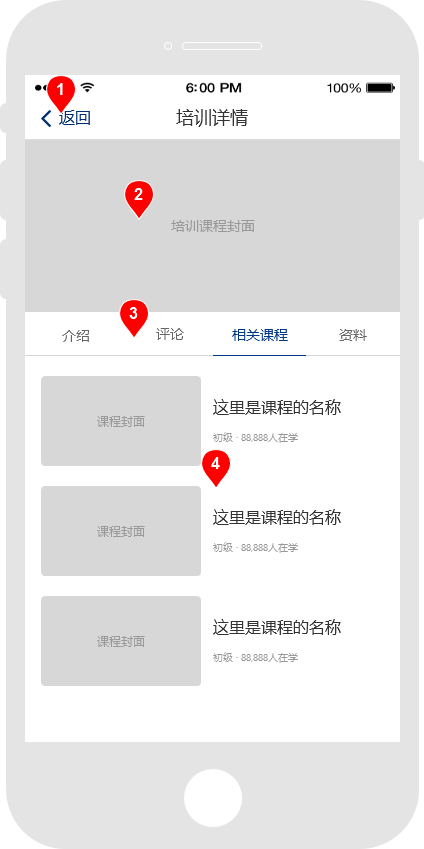 1
6:00 PM
100%
返回
培训详情
2
培训课程封面
3
介绍
评论
相关课程
资料
课程封面
这里是课程的名称
初级 · 88,888人在学
4
课程封面
这里是课程的名称
初级 · 88,888人在学
课程封面
这里是课程的名称
初级 · 88,888人在学